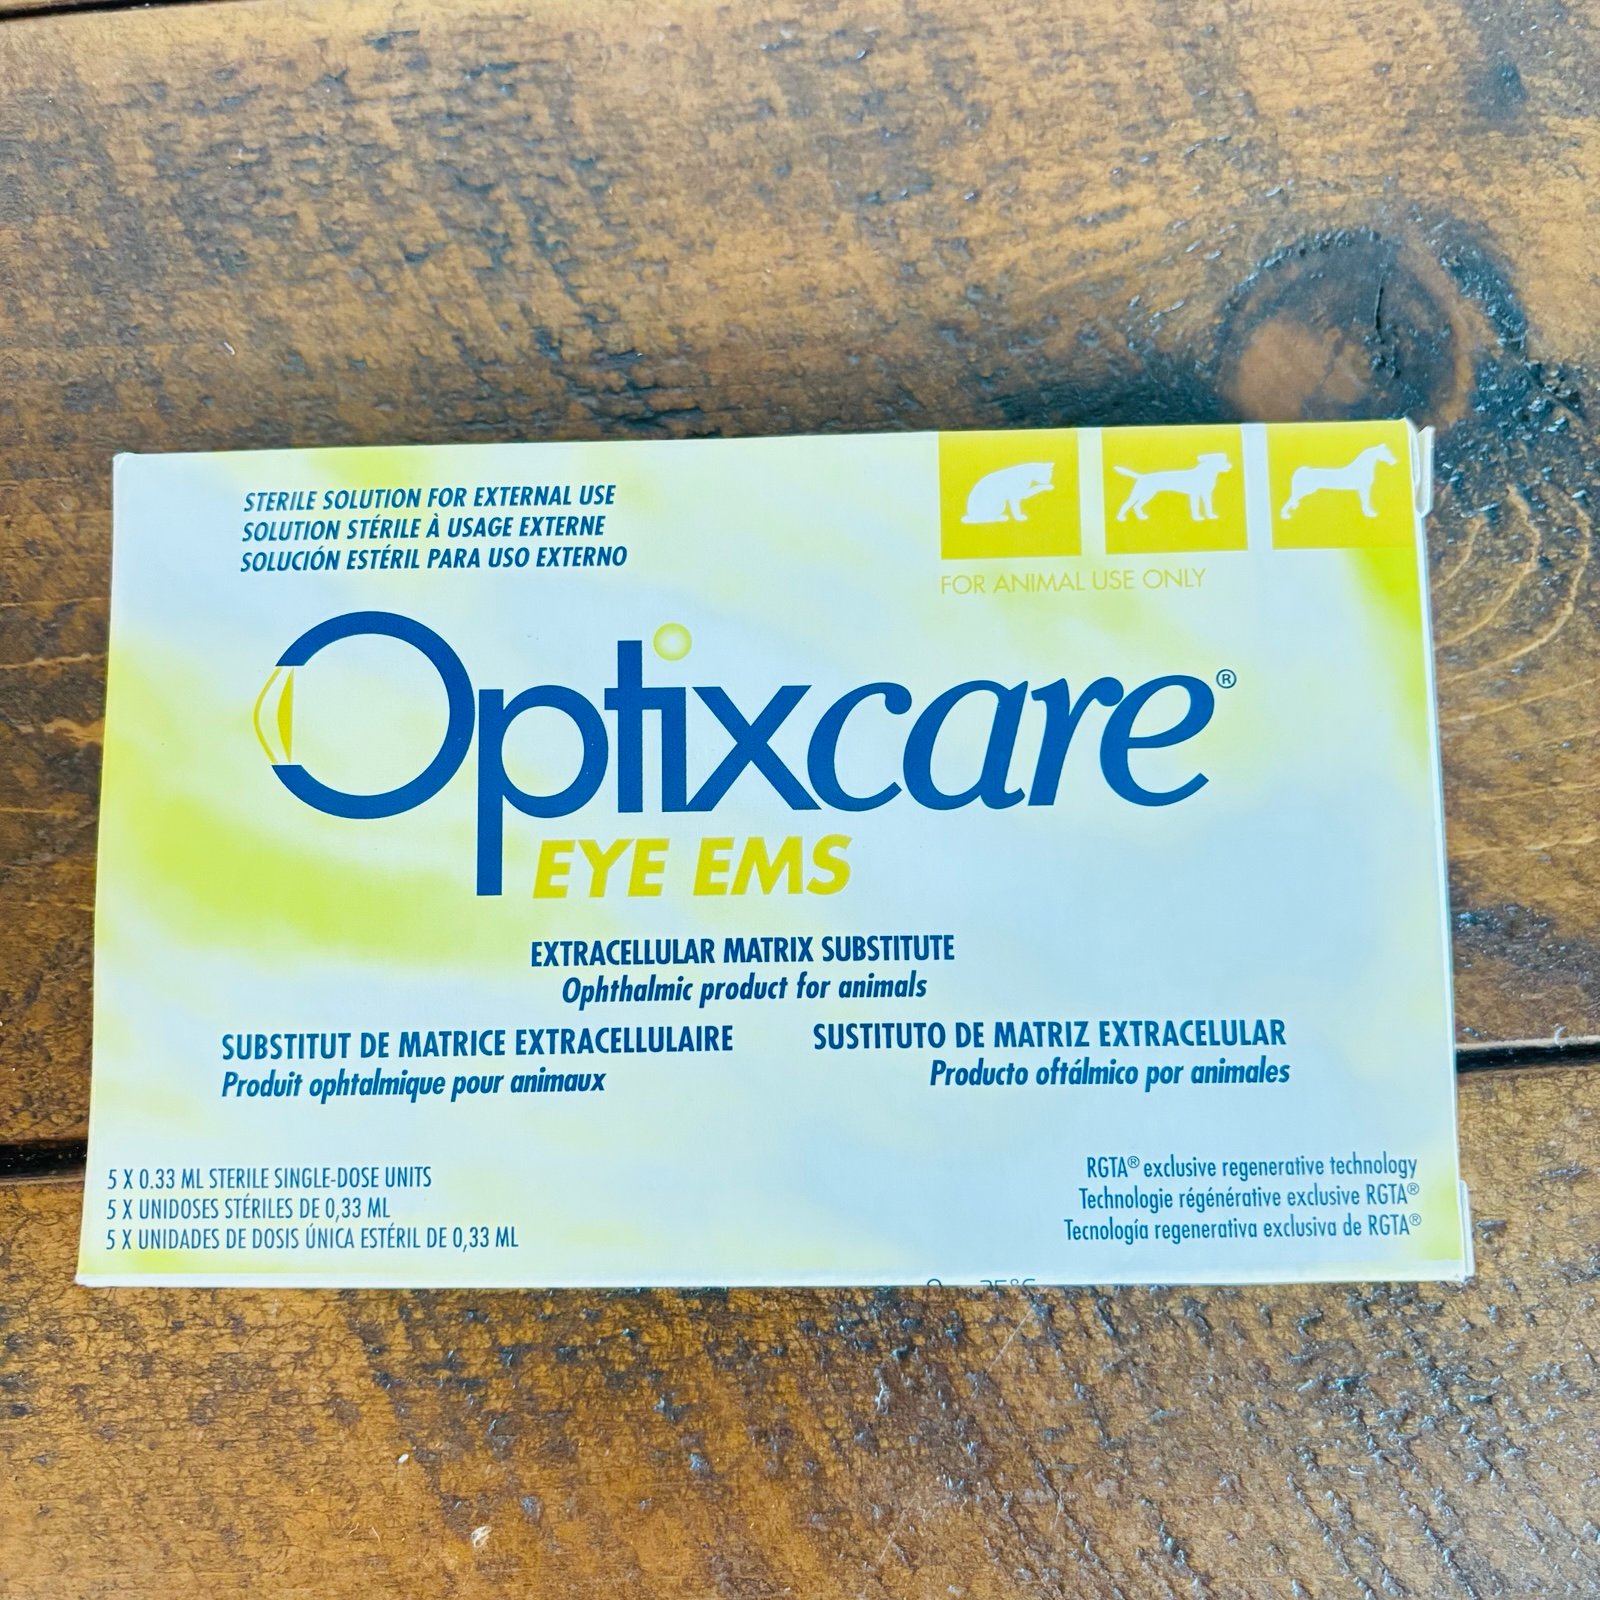 STERILE SOLUTION FOR EXTERNAL USE
SOLUTION STÉRILE À USAGE EXTERNE
SOLUCIÓN ESTÉRIL PARA USO EXTERNO
FOR ANIMAL USE ONLY
Optixcare®
EYE EMS
EXTRACELLULAR MATRIX SUBSTITUTE
Ophthalmic product for animals
SUBSTITUT DE MATRICE EXTRACELLULAIRE
Produit ophtalmique pour animaux
SUSTITUTO DE MATRIZ EXTRACELULAR
Producto oftálmico por animales
5 X 0.33 ML STERILE SINGLE-DOSE UNITS
5 X UNIDOSES STÉRILES DE 0,33 ML
5 X UNIDADES DE DOSIS ÚNICA ESTÉRIL DE 0,33 ML
RGTA® exclusive regenerative technology
Technologie régénérative exclusive RGTA®
Tecnología regenerativa exclusiva de RGTA®